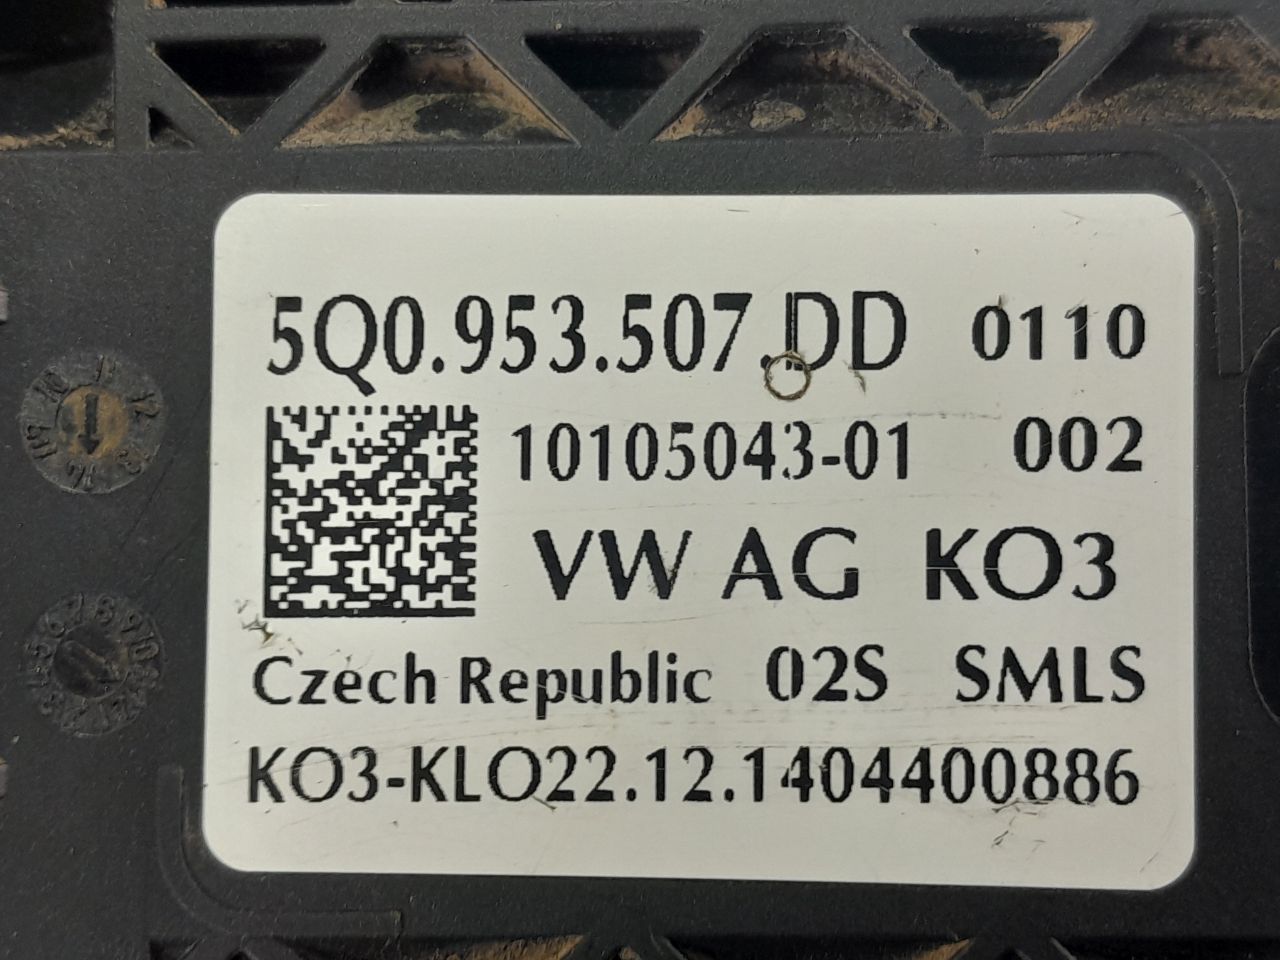 5Q0.953.507.DD 0110
10105043-01 002
VW AG KO3
Czech Republic 02S SMLS
KO3-KLO22.12.1404400886